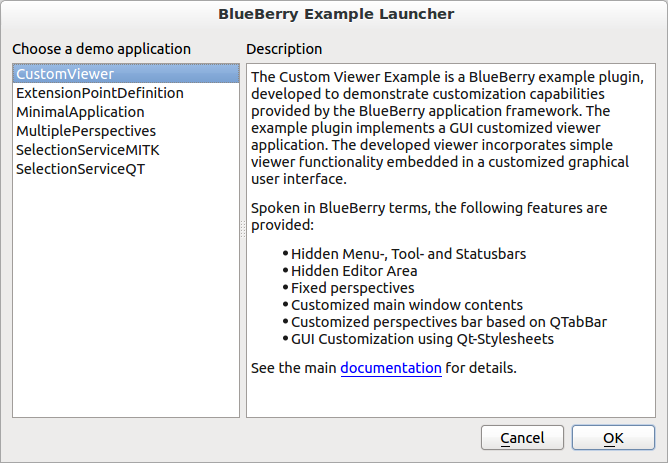 BlueBerry Example Launcher
Choose a demo application
CustomViewer
ExtensionPointDefinition
MinimalApplication
MultiplePerspectives
SelectionServiceMITK
SelectionServiceQT
Description
The Custom Viewer Example is a BlueBerry example plugin,
developed to demonstrate customization capabilities
provided by the BlueBerry application framework. The
example plugin implements a GUI customized viewer
application. The developed viewer incorporates simple
viewer functionality embedded in a customized graphical
user interface.
Spoken in BlueBerry terms, the following features are
provided:
• Hidden Menu-, Tool- and Statusbars
• Hidden Editor Area
• Fixed perspectives
• Customized main window contents
• Customized perspectives bar based on QTabBar
• GUI Customization using Qt-Stylesheets
See the main documentation for details.
Cancel
OK